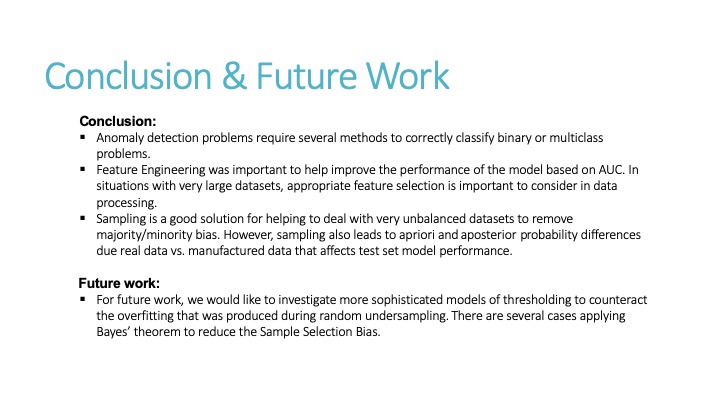 Conclusion & Future Work
Conclusion:
▪ Anomaly detection problems require several methods to correctly classify binary or multiclass
problems.
▪ Feature Engineering was important to help improve the performance of the model based on AUC. In
situations with very large datasets, appropriate feature selection is important to consider in data
processing.
▪ Sampling is a good solution for helping to deal with very unbalanced datasets to remove
majority/minority bias. However, sampling also leads to apriori and aposterior probability differences
due real data vs. manufactured data that affects test set model performance.
Future work:
▪ For future work, we would like to investigate more sophisticated models of thresholding to counteract
the overfitting that was produced during random undersampling. There are several cases applying
Bayes’ theorem to reduce the Sample Selection Bias.